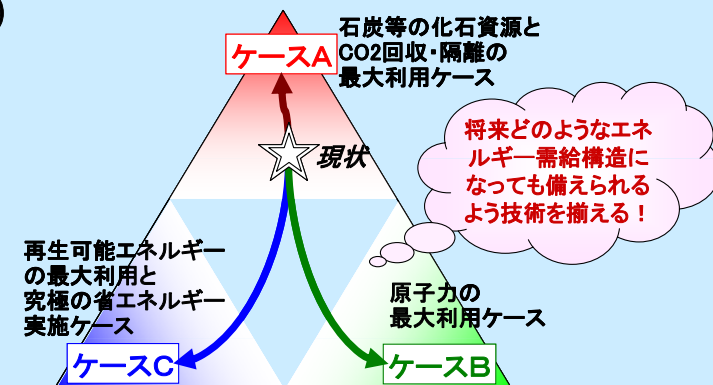 石炭等の化石資源と
CO2回収・隔離の
最大利用ケース
ケースA
現状
将来どのようなエネ
ルギー需給構造に
なっても備えられる
よう技術を揃える！
再生可能エネルギー
の最大利用と
究極の省エネルギー
実施ケース
原子力の
最大利用ケース
ケースC
ケースB